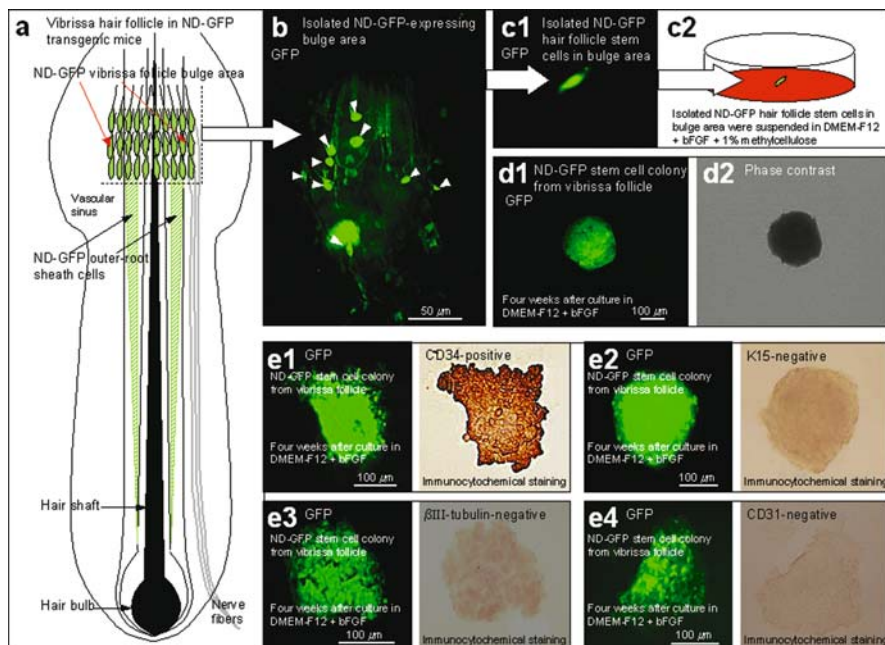 a
Vibrissa hair follicle in ND-GFP
transgenic mice
ND-GFP vibrissa follicle bulge area
Vascular
sinus
ND-GFP outer-root
sheath cells
Hair shaft
Hair bulb
Nerve
fibers
b
Isolated ND-GFP-expressing
bulge area
GFP
50 μm
c1
Isolated ND-GFP
hair follicle stem
cells in bulge area
GFP
c2
Isolated ND-GFP hair follicle stem cells in
bulge area were suspended in DMEM-F12
+ bFGF + 1% methylcellulose
d1
ND-GFP stem cell colony
from vibrissa follicle
GFP
Four weeks after culture in
DMEM-F12 + bFGF
100 μm
d2
Phase contrast
e1
GFP
ND-GFP stem cell colony
from vibrissa follicle
Four weeks after culture in
DMEM-F12 + bFGF
100 μm
CD34-positive
Immunocytochemical staining
e2
GFP
ND-GFP stem cell colony
from vibrissa follicle
Four weeks after culture in
DMEM-F12 + bFGF
100 μm
K15-negative
Immunocytochemical staining
e3
GFP
ND-GFP stem cell colony
from vibrissa follicle
Four weeks after culture in
DMEM-F12 + bFGF
100 μm
βIII-tubulin-negative
Immunocytochemical staining
e4
GFP
ND-GFP stem cell colony
from vibrissa follicle
Four weeks after culture in
DMEM-F12 + bFGF
100 μm
CD31-negative
Immunocytochemical staining